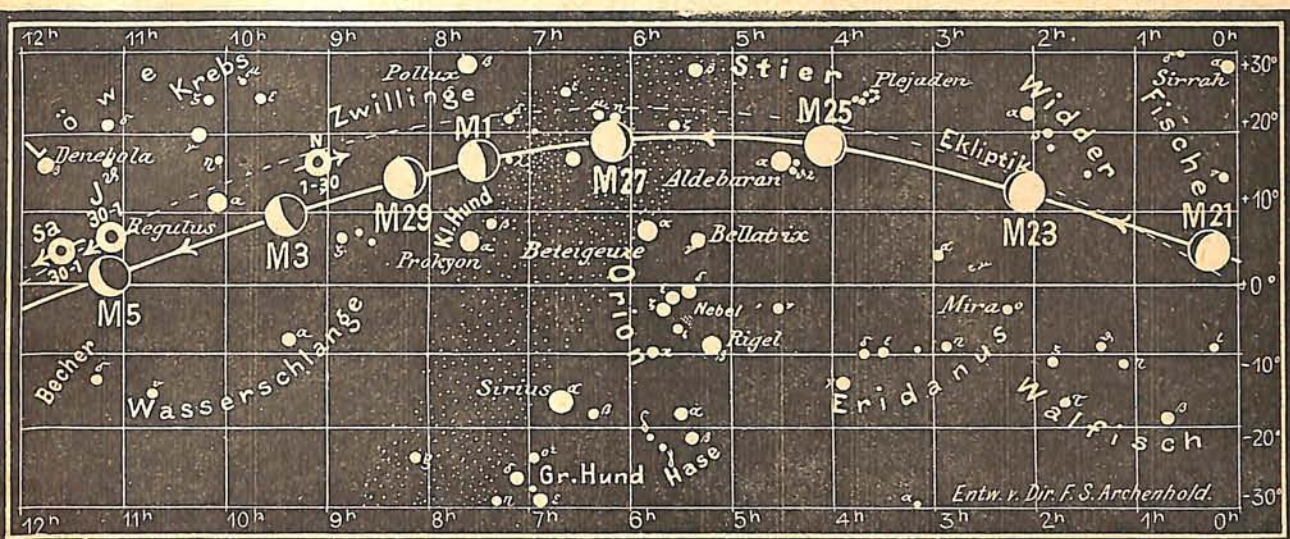 12h 11h 10h 9h 8h 7h 6h 5h 4h 3h 2h 1h 0h
+30°
Löwe
Krebs
Pollux β
Zwillinge
Stier
Plejaden
Widder
Sirrah
Fische
+20°
Denebola
N
1-30
M1
M25
Ekliptik
J
30-1
Regulus
M27
Aldebaran α
+10°
M21
Sa
30-1
M3
M29
Kl. Hund
Prokyon α
Beteigeuze
Bellatrix
M23
±0°
M5
Orion
Nebel
Mira o
Rigel β
-10°
Becher
Wasserschlange
Sirius α
Eridanus
Walfisch
-20°
Gr. Hund
Hase
Entw. v. Dir. F. S. Archenhold.
-30°
12h 11h 10h 9h 8h 7h 6h 5h 4h 3h 2h 1h 0h